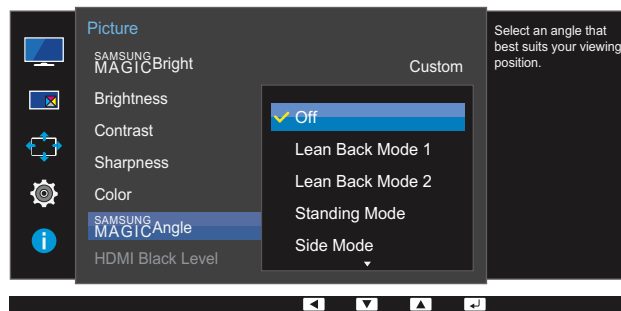 Picture
SAMSUNG
MAGICBright
Custom
Brightness
Contrast
Sharpness
Color
SAMSUNG
MAGICAngle
HDMI Black Level
Off
Lean Back Mode 1
Lean Back Mode 2
Standing Mode
Side Mode
Select an angle that
best suits your viewing
position.